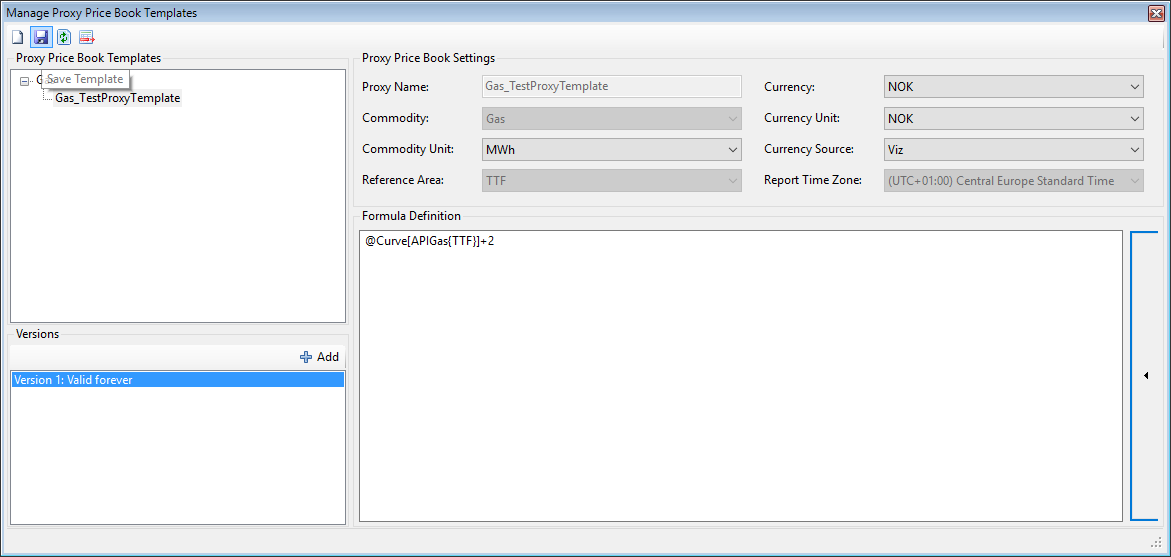 Manage Proxy Price Book Templates
Proxy Price Book Templates
Save Template
Gas_TestProxyTemplate
Versions
Add
Version 1: Valid forever
Proxy Price Book Settings
Proxy Name: Gas_TestProxyTemplate
Currency: NOK
Commodity: Gas
Currency Unit: NOK
Commodity Unit: MWh
Currency Source: Viz
Reference Area: TTF
Report Time Zone: (UTC+01:00) Central Europe Standard Time
Formula Definition
@Curve[APIGas{TTF}]+2